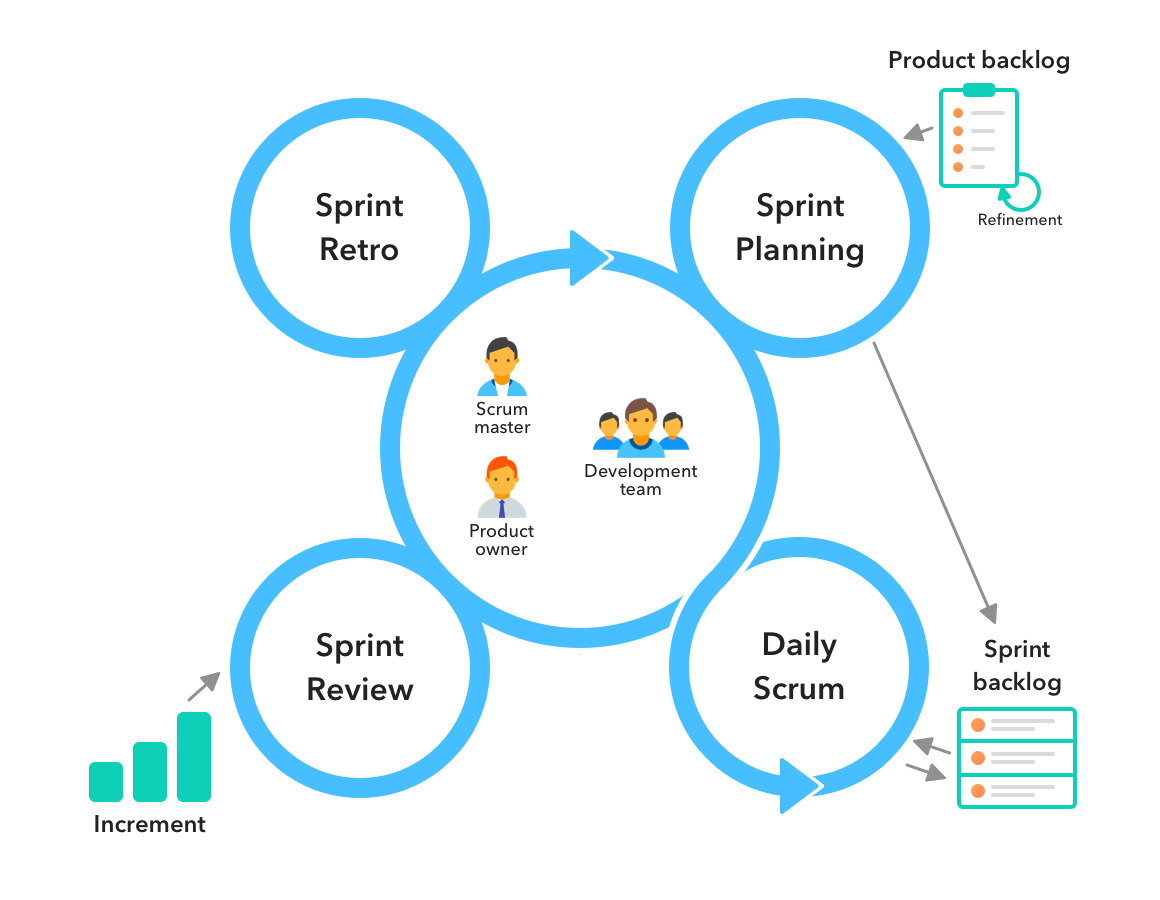 Product backlog
Refinement
Sprint
Retro
Sprint
Planning
Scrum
master
Development
team
Product
owner
Sprint
Review
Daily
Scrum
Sprint
backlog
Increment